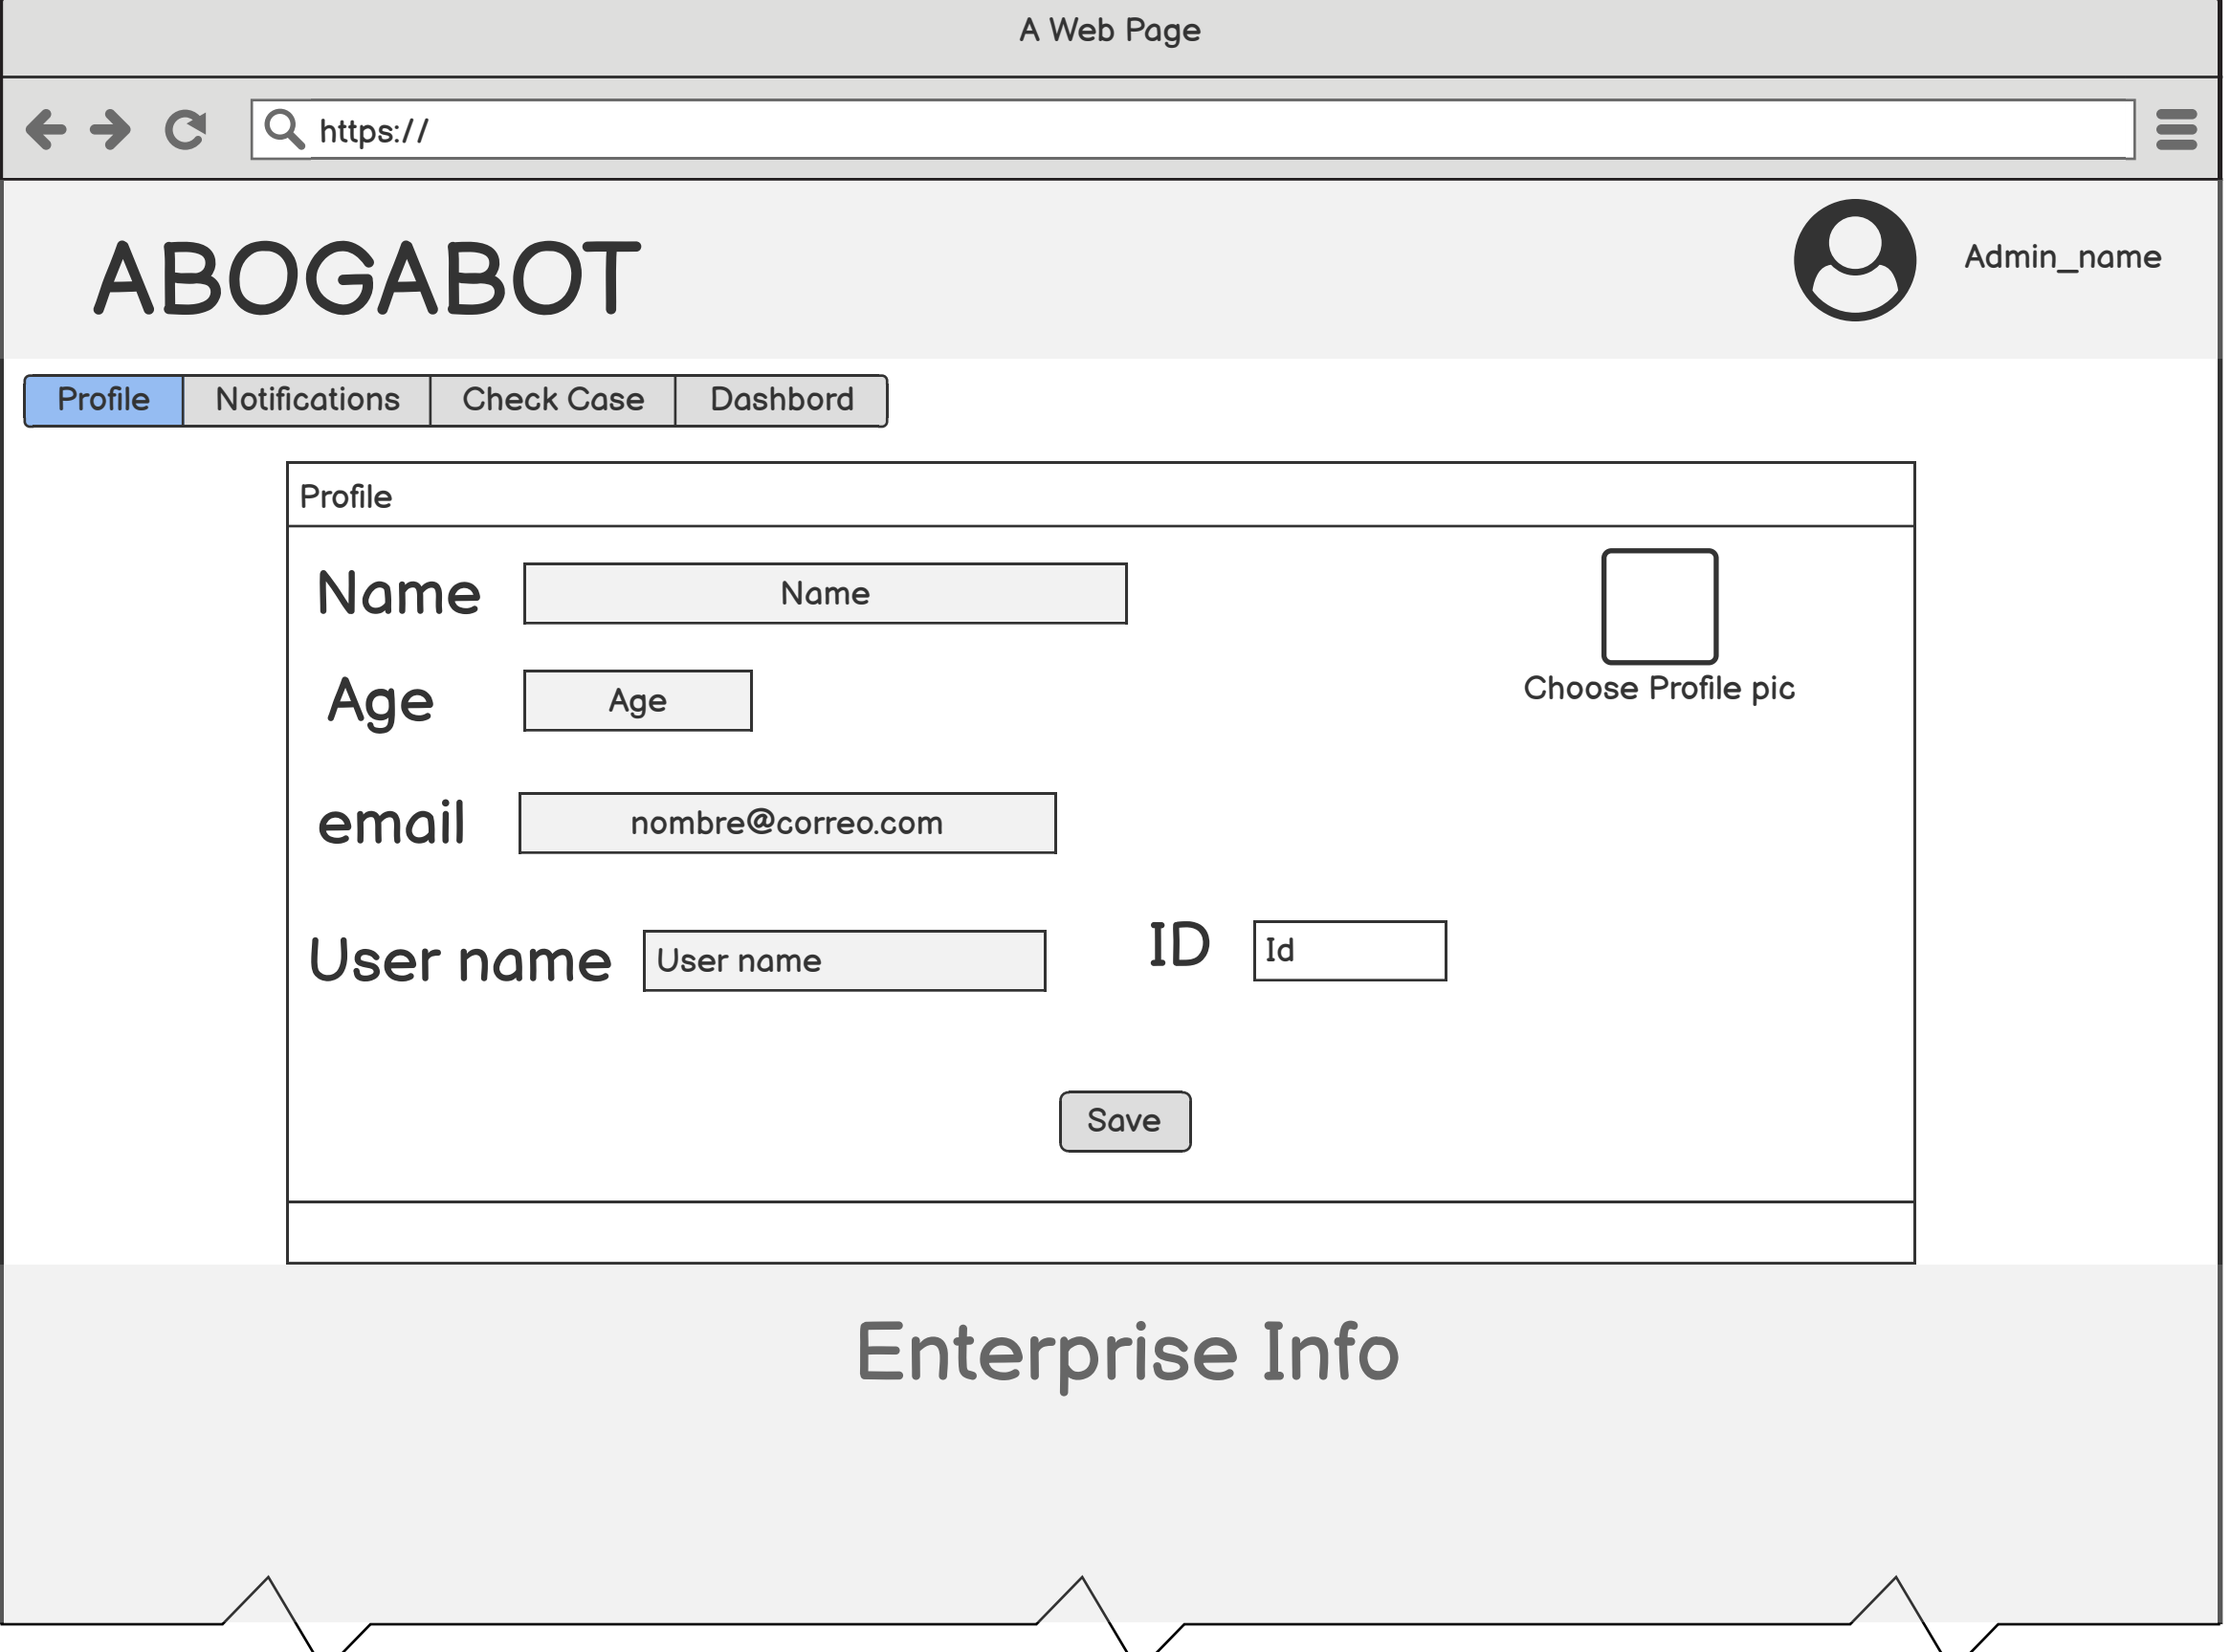 A Web Page
https://
ABOGABOT
Admin_name
Profile Notifications Check Case Dashbord
Profile
Name Name
Age Age
Choose Profile pic
email nombre@correo.com
User name User name ID Id
Save
Enterprise Info